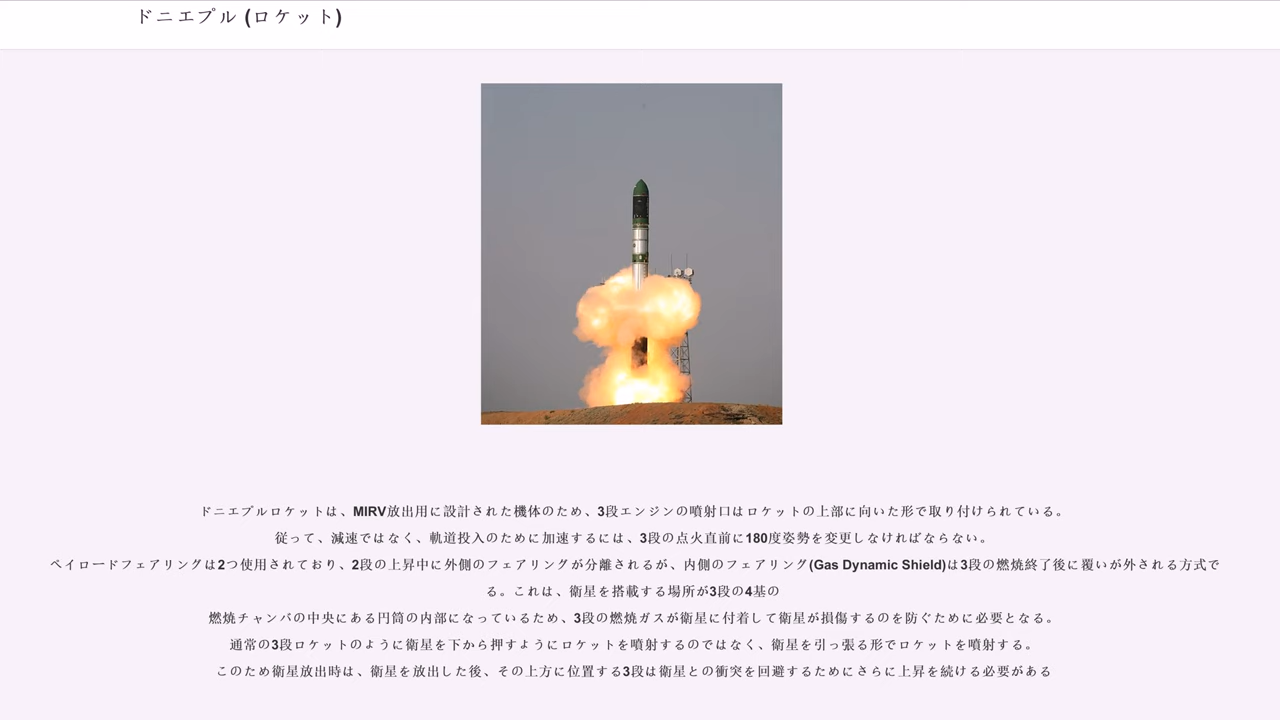 ドニエプル (ロケット)
ドニエプルロケットは、MIRV放出用に設計された機体のため、3段エンジンの噴射口はロケットの上部に向いた形で取り付けられている。
従って、減速ではなく、軌道投入のために加速するには、3段の点火直前に180度姿勢を変更しなければならない。
ペイロードフェアリングは2つ使用されており、2段の上昇中に外側のフェアリングが分離されるが、内側のフェアリング(Gas Dynamic Shield)は3段の燃焼終了後に覆いが外される方式で
る。これは、衛星を搭載する場所が3段の4基の
燃焼チャンバの中央にある円筒の内部になっているため、3段の燃焼ガスが衛星に付着して衛星が損傷するのを防ぐために必要となる。
通常の3段ロケットのように衛星を下から押すようにロケットを噴射するのではなく、衛星を引っ張る形でロケットを噴射する。
このため衛星放出時は、衛星を放出した後、その上方に位置する3段は衛星との衝突を回避するためにさらに上昇を続ける必要がある